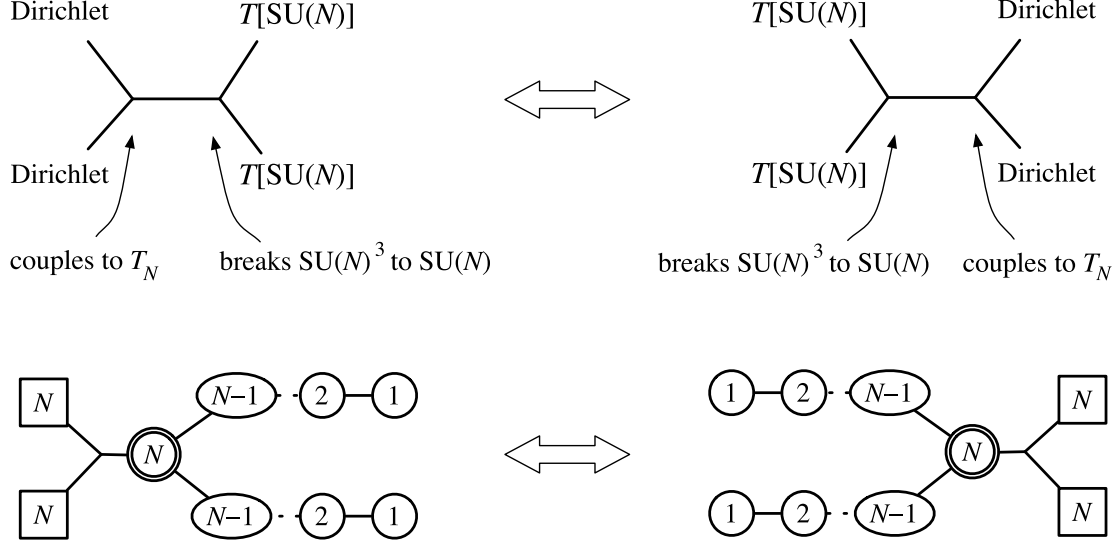 Dirichlet T[SU(N)] T[SU(N)] Dirichlet
Dirichlet T[SU(N)] T[SU(N)] Dirichlet
couples to T_N breaks SU(N)^3 to SU(N) breaks SU(N)^3 to SU(N) couples to T_N
N N−1 2 1 1 2 N−1 N
N N
N N−1 2 1 1 2 N−1 N